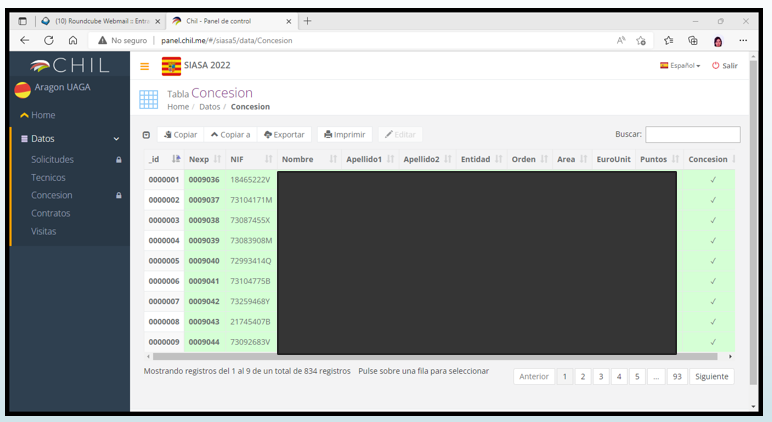 (10) Roundcube Webmail :: Entra
Chil - Panel de control
No seguro
panel.chil.me/#/siasa5/data/Concesion
CHIL
SIASA 2022
Español
Salir
Aragon UAGA
Home
Datos
Solicitudes
Tecnicos
Concesion
Contratos
Visitas
Tabla Concesion
Home / Datos / Concesion
Copiar Copiar a Exportar Imprimir Editar Buscar:
_id Nexp NIF Nombre Apellido1 Apellido2 Entidad Orden Area EuroUnit Puntos Concesion
0000001 0009036 18465222V ✓
0000002 0009037 73104171M ✓
0000003 0009038 73087455X ✓
0000004 0009039 73083908M ✓
0000005 0009040 72993414Q ✓
0000006 0009041 73104775B ✓
0000007 0009042 73259468Y ✓
0000008 0009043 21745407B ✓
0000009 0009044 73092683V ✓
Mostrando registros del 1 al 9 de un total de 834 registros Pulse sobre una fila para seleccionar
Anterior 1 2 3 4 5 ... 93 Siguiente